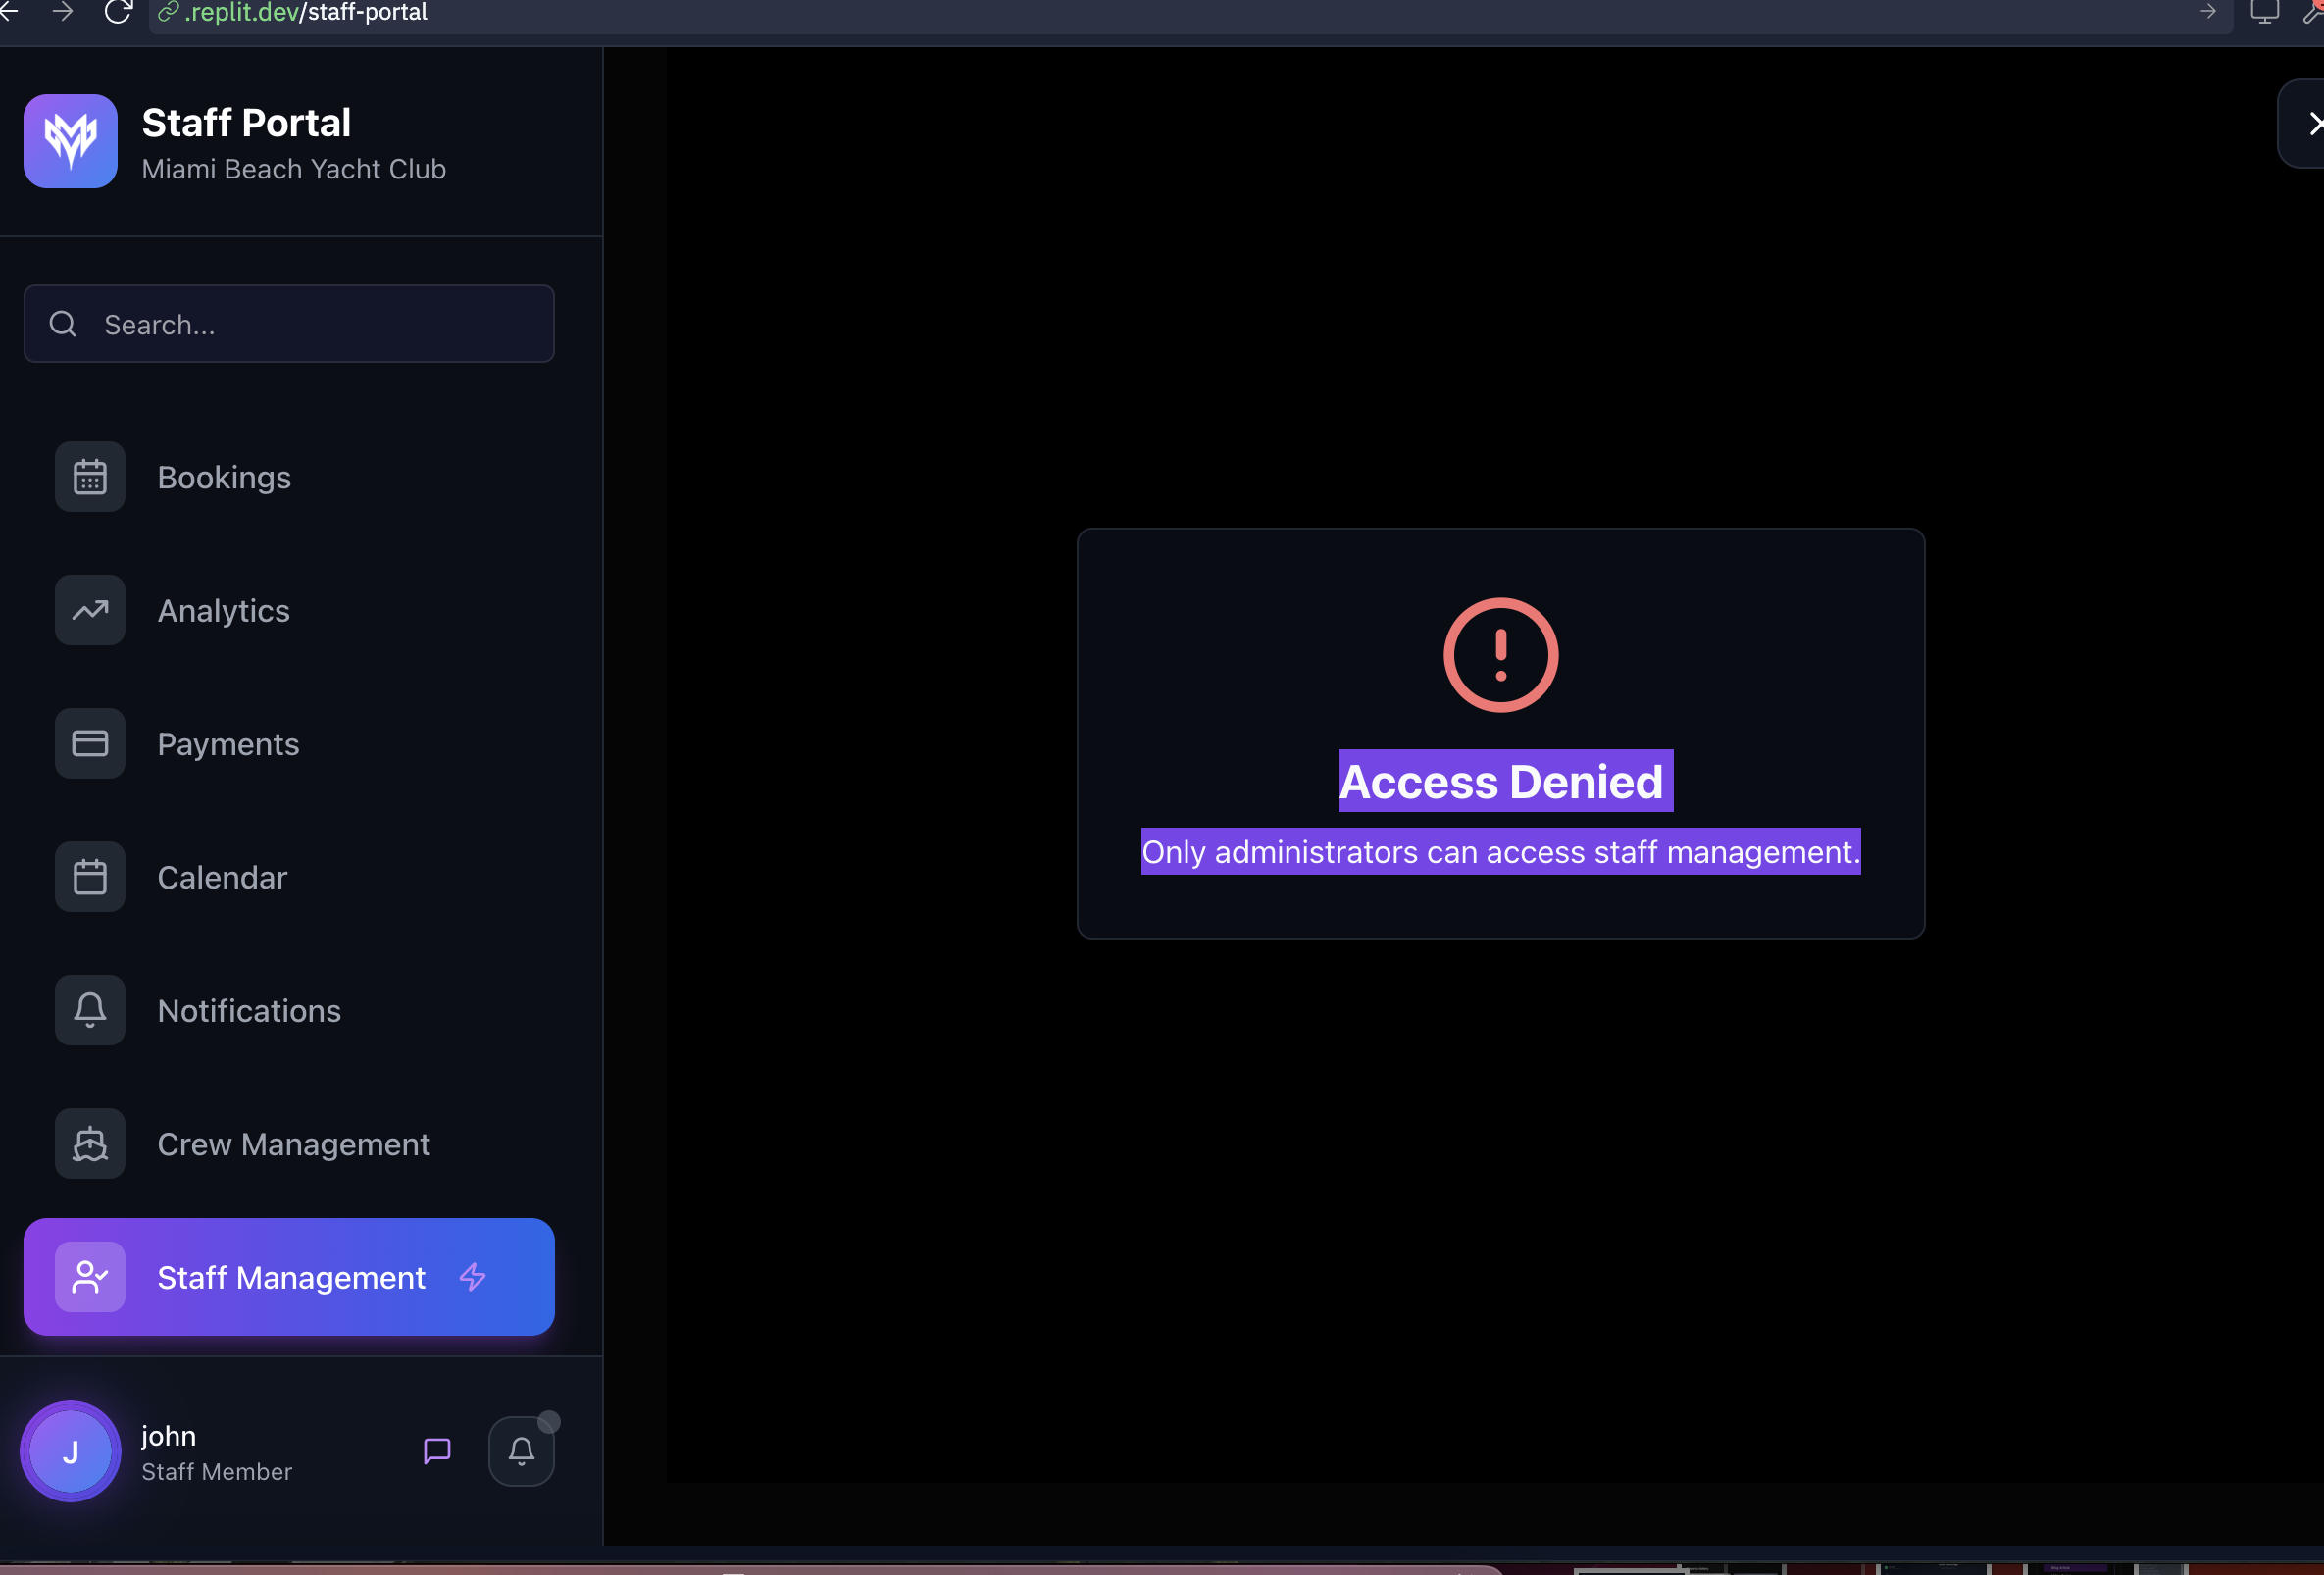 .replit.dev/staff-portal
Staff Portal
Miami Beach Yacht Club
Search...
Bookings
Analytics
Payments
Calendar
Notifications
Crew Management
Staff Management
J
john
Staff Member
Access Denied
Only administrators can access staff management.